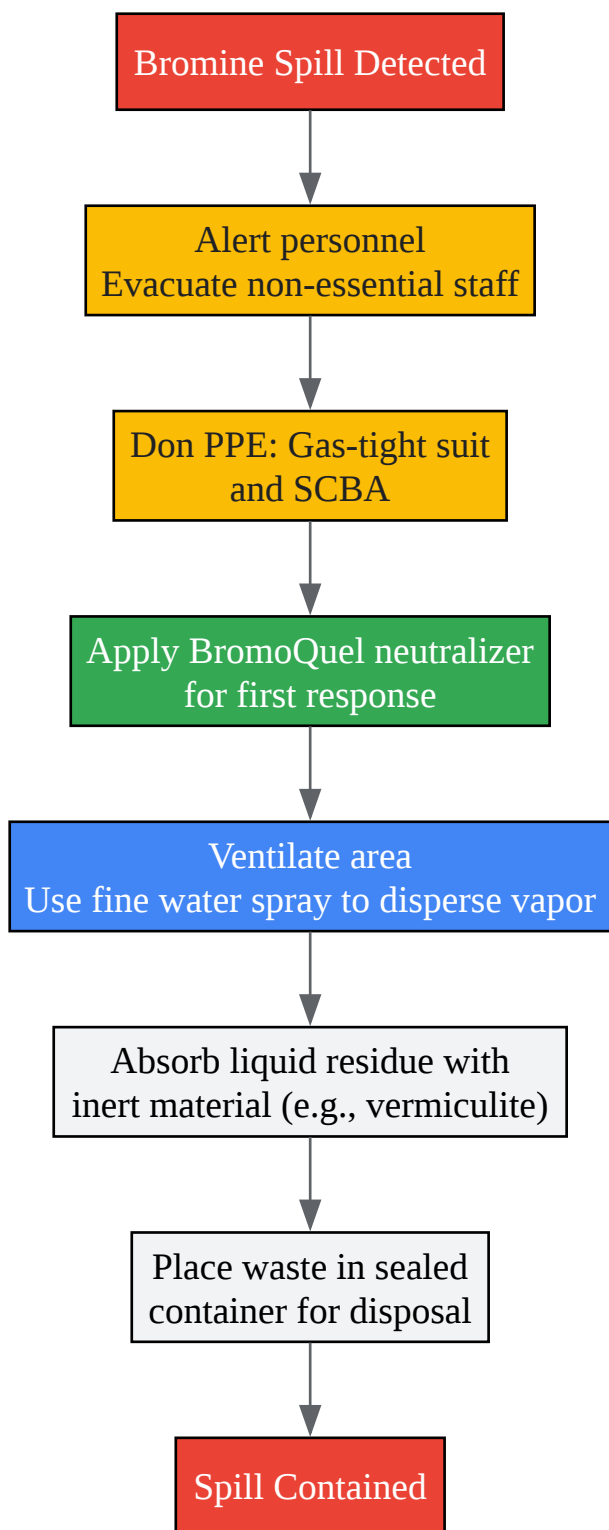 Bromine Spill Detected
Alert personnel
Evacuate non-essential staff
Don PPE: Gas-tight suit
and SCBA
Apply BromoQuel neutralizer
for first response
Ventilate area
Use fine water spray to disperse vapor
Absorb liquid residue with
inert material (e.g., vermiculite)
Place waste in sealed
container for disposal
Spill Contained